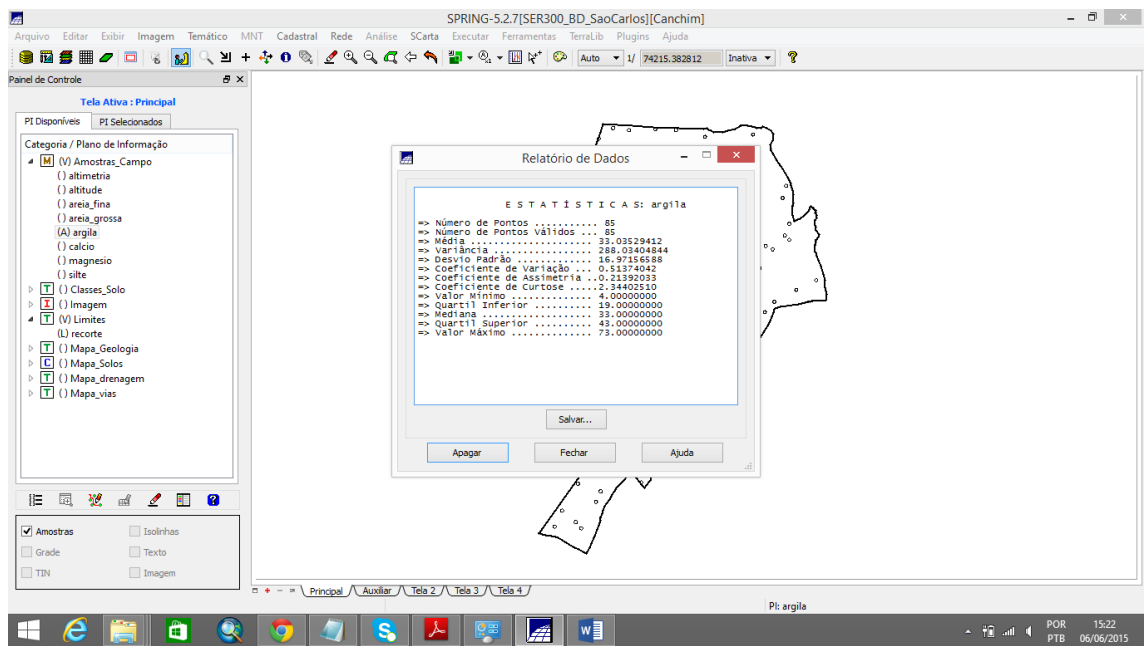 SPRING-5.2.7[SER300_BD_SaoCarlos][Canchim]
Arquivo Editar Exibir Imagem Temático MNT Cadastral Rede Análise SCarta Executar Ferramentas TerraLib Plugins Ajuda
Auto 1/ 74215.382812 Inativa
Painel de Controle
Tela Ativa : Principal
PI Disponíveis PI Selecionados
Categoria / Plano de Informação
M (V) Amostras_Campo
() altimetria
() altitude
() areia_fina
() areia_grossa
(A) argila
() calcio
() magnesio
() silte
T () Classes_Solo
I () Imagem
T (V) Limites
(L) recorte
T () Mapa_Geologia
C () Mapa_Solos
T () Mapa_drenagem
T () Mapa_vias
Amostras Isolinhas
Grade Texto
TIN Imagem
Relatório de Dados
E S T A T Í S T I C A S: argila
=> Número de Pontos ........... 85
=> Número de Pontos Válidos ... 85
=> Média ..................... 33.03529412
=> Variância ................. 288.03404844
=> Desvio Padrão ............. 16.97156588
=> Coeficiente de Variação ... 0.51374042
=> Coeficiente de Assimetria ..0.21392033
=> Coeficiente de Curtose .....2.34402510
=> Valor Mínimo .............. 4.00000000
=> Quartil Inferior .......... 19.00000000
=> Mediana ................... 33.00000000
=> Quartil Superior .......... 43.00000000
=> Valor Máximo .............. 73.00000000
Salvar...
Apagar Fechar Ajuda
Principal Auxiliar Tela 2 Tela 3 Tela 4
PI: argila
POR 15:22
PTB 06/06/2015